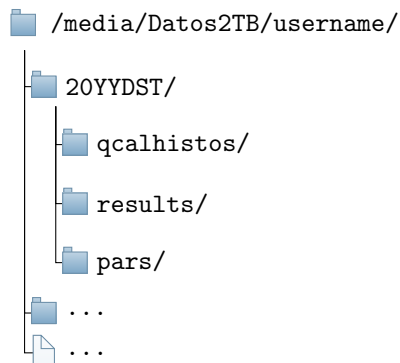 /media/Datos2TB/username/
20YYDST/
qcalhistos/
results/
pars/
...
...